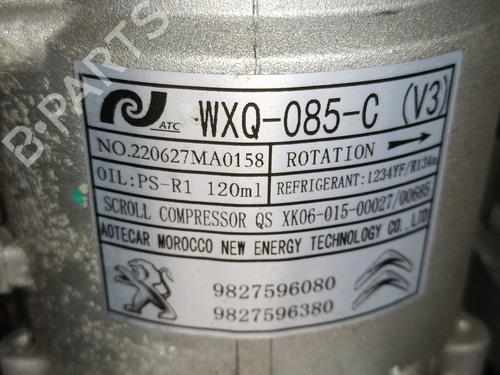 B-PARTS
ATC WXQ-085-C (V3)
NO.220627MA0158 ROTATION
OIL:PS-R1 120ml REFRIGERANT:1234YF/R134a
SCROLL COMPRESSOR QS XK06-015-00027/00685
AOTECAR MOROCCO NEW ENERGY TECHNOLOGY CO., LTD
9827596080
9827596380